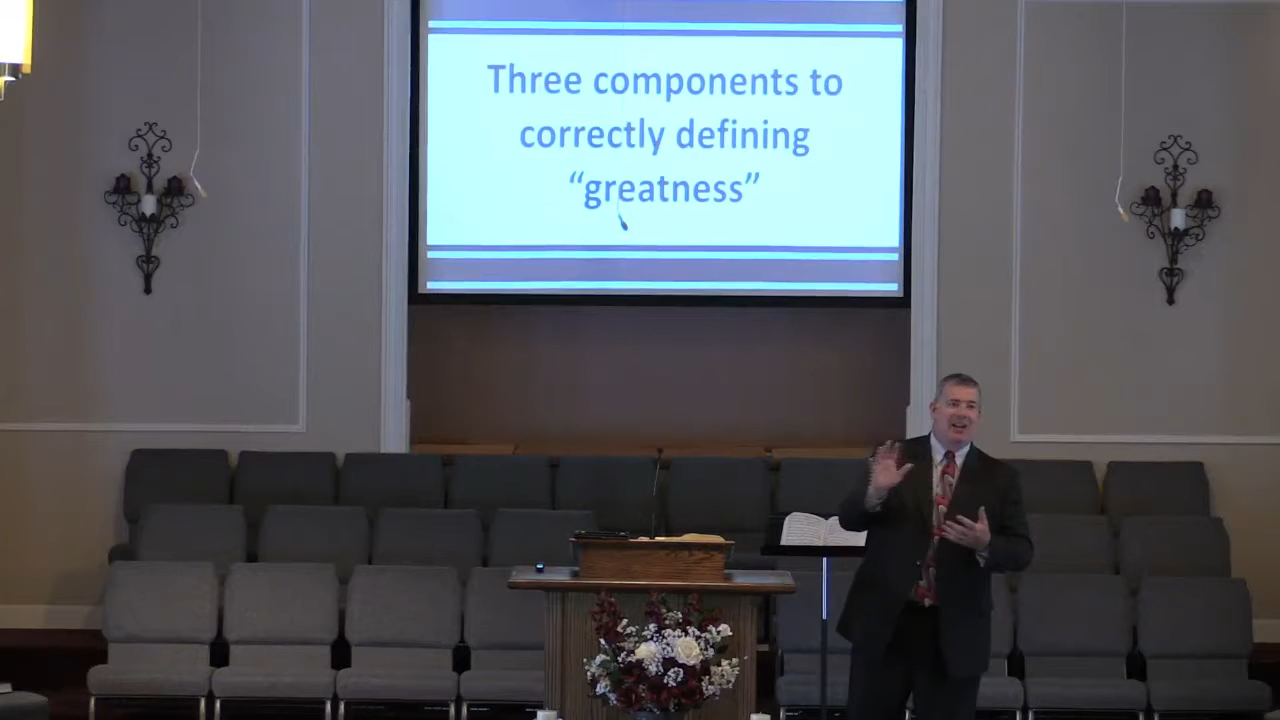 Three components to
correctly defining
“greatness”